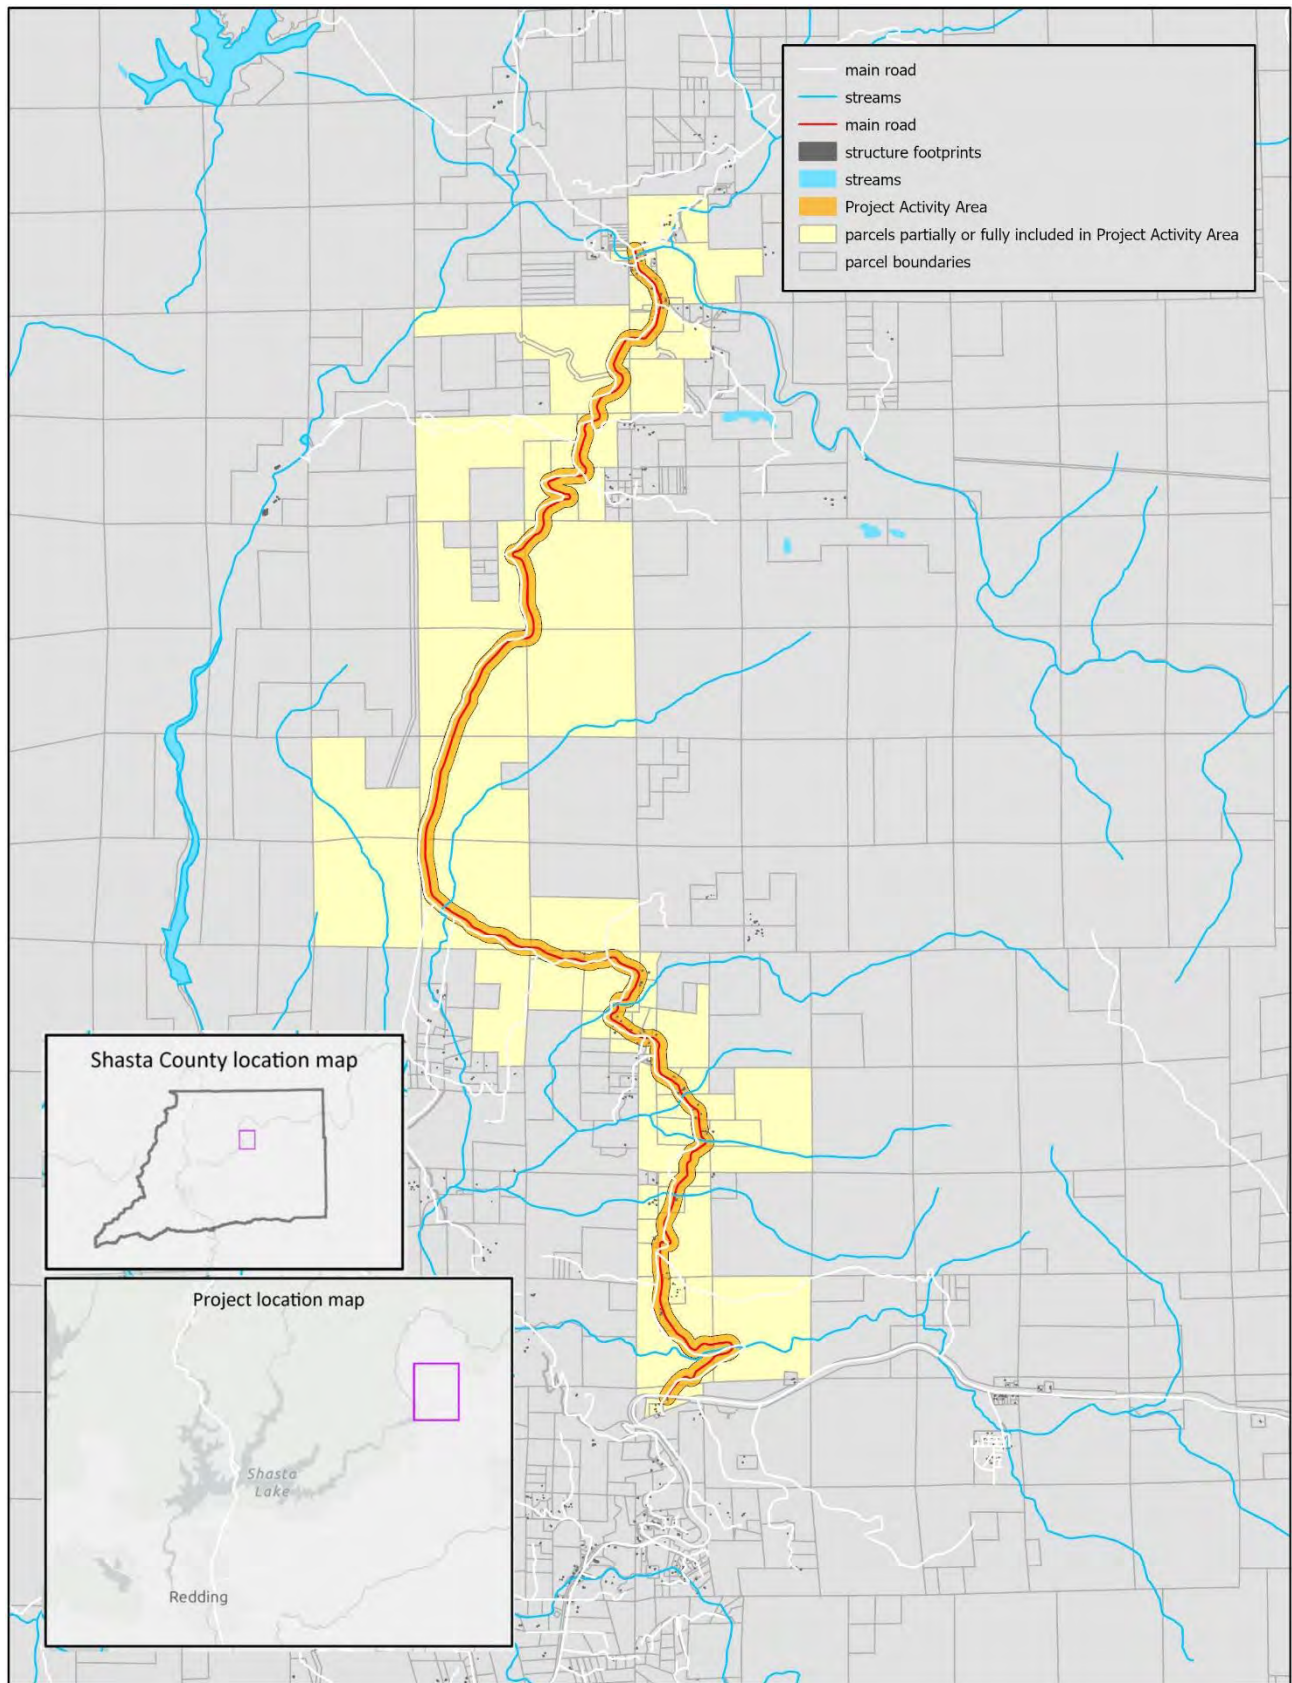 main road
streams
main road
structure footprints
streams
Project Activity Area
parcels partially or fully included in Project Activity Area
parcel boundaries
Shasta County location map
Project location map
Shasta
Lake
Redding